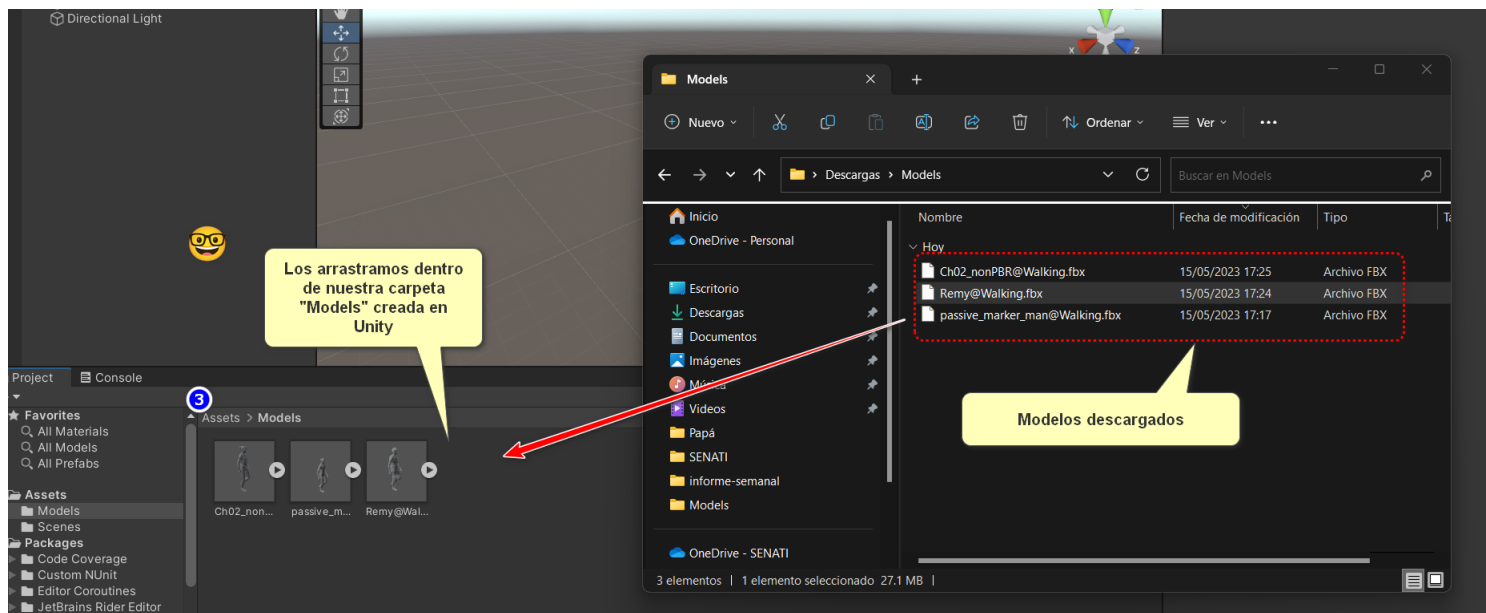 Directional Light
x
z
Models
Nuevo
Ordenar
Ver
Descargas
Models
Buscar en Models
Inicio
OneDrive - Personal
Escritorio
Descargas
Documentos
Imágenes
Música
Videos
Papá
SENATI
informe-semanal
Models
OneDrive - SENATI
Nombre
Fecha de modificación
Tipo
Hoy
Ch02_nonPBR@Walking.fbx
15/05/2023 17:25
Archivo FBX
Remy@Walking.fbx
15/05/2023 17:24
Archivo FBX
passive_marker_man@Walking.fbx
15/05/2023 17:17
Archivo FBX
Modelos descargados
3 elementos
1 elemento seleccionado 27.1 MB
Los arrastramos dentro
de nuestra carpeta
"Models" creada en
Unity
Project
Console
3
Favorites
All Materials
All Models
All Prefabs
Assets
Models
Scenes
Packages
Code Coverage
Custom NUnit
Editor Coroutines
JetBrains Rider Editor
Assets > Models
Ch02_non...
passive_m...
Remy@Wal...